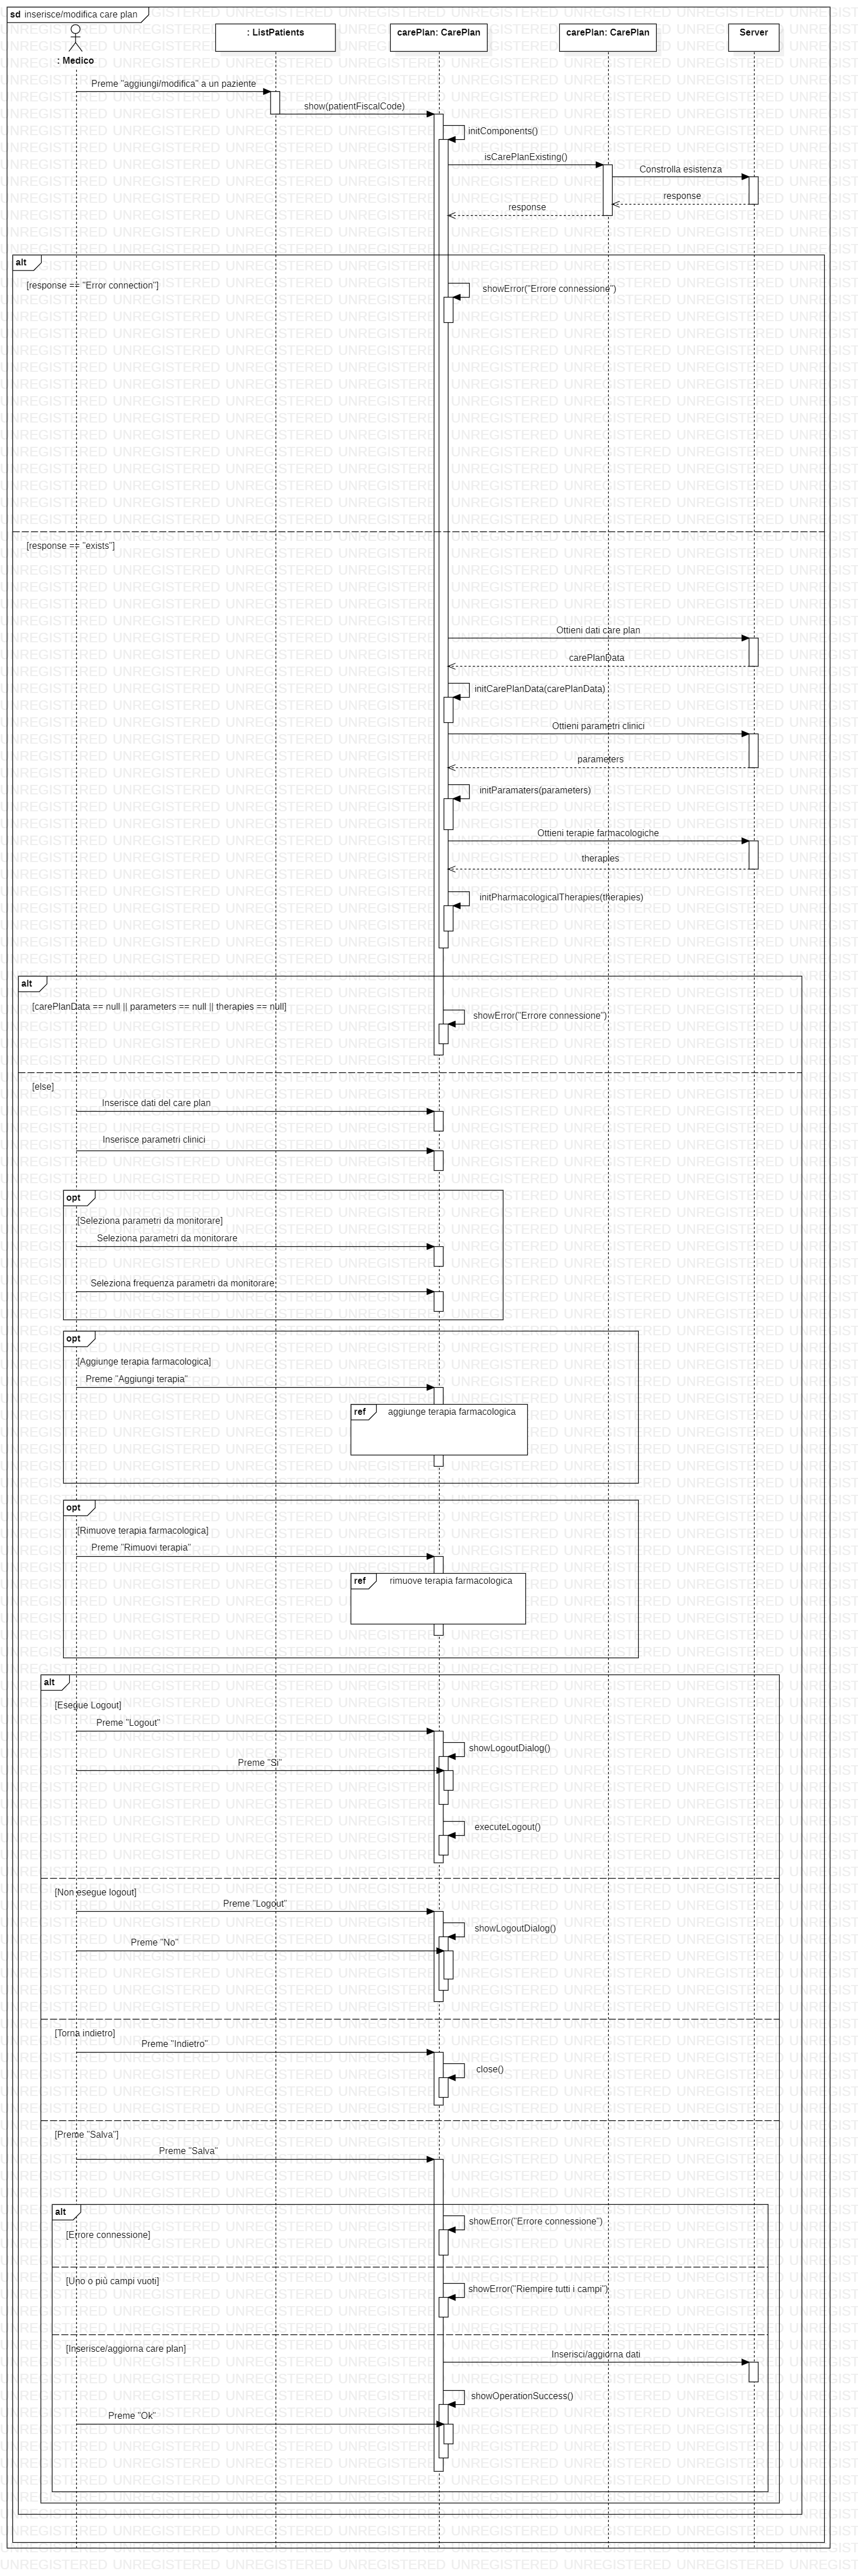 sd inserisce/modifica care plan
: Medico
: ListPatients
carePlan: CarePlan
carePlan: CarePlan
Server
Preme "aggiungi/modifica" a un paziente
show(patientFiscalCode)
initComponents()
isCarePlanExisting()
Constrolla esistenza
response
response
alt
[response == "Error connection"]
showError("Errore connessione")
[response == "exists"]
Ottieni dati care plan
carePlanData
initCarePlanData(carePlanData)
Ottieni parametri clinici
parameters
initParamaters(parameters)
Ottieni terapie farmacologiche
therapies
initPharmacologicalTherapies(therapies)
alt
[carePlanData == null || parameters == null || therapies == null]
showError("Errore connessione")
[else]
Inserisce dati del care plan
Inserisce parametri clinici
opt
[Seleziona parametri da monitorare]
Seleziona parametri da monitorare
Seleziona frequenza parametri da monitorare
opt
[Aggiunge terapia farmacologica]
Preme "Aggiungi terapia"
ref aggiunge terapia farmacologica
opt
[Rimuove terapia farmacologica]
Preme "Rimuovi terapia"
ref rimuove terapia farmacologica
alt
[Esegue Logout]
Preme "Logout"
showLogoutDialog()
Preme "Sì"
executeLogout()
[Non esegue logout]
Preme "Logout"
showLogoutDialog()
Preme "No"
[Torna indietro]
Preme "Indietro"
close()
[Preme "Salva"]
Preme "Salva"
alt
showError("Errore connessione")
[Errore connessione]
[Uno o più campi vuoti]
showError("Riempire tutti i campi")
[Inserisce/aggiorna care plan]
Inserisci/aggiorna dati
showOperationSuccess()
Preme "Ok"
UNREGISTERED